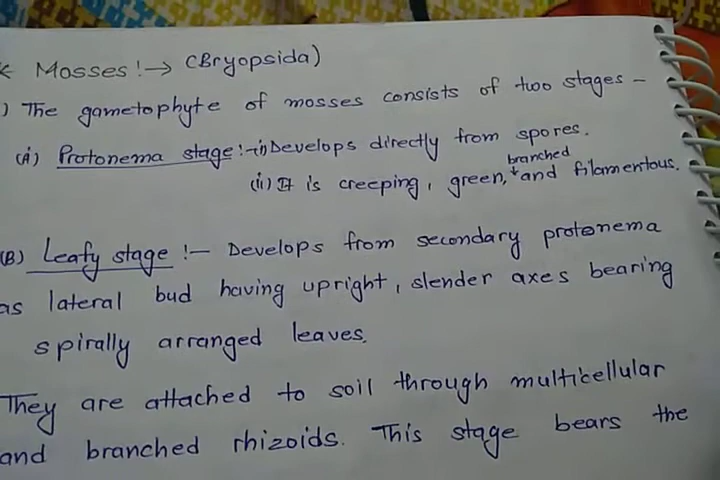 * Mosses :→ (Bryopsida)
) The gametophyte of mosses consists of two stages -
(A) Protonema stage :- (i) Develops directly from spores.
(ii) It is creeping, green, branched and filamentous.
(B) Leafy stage :- Develops from secondary protonema
as lateral bud having upright, slender axes bearing
spirally arranged leaves.
They are attached to soil through multicellular
and branched rhizoids. This stage bears the